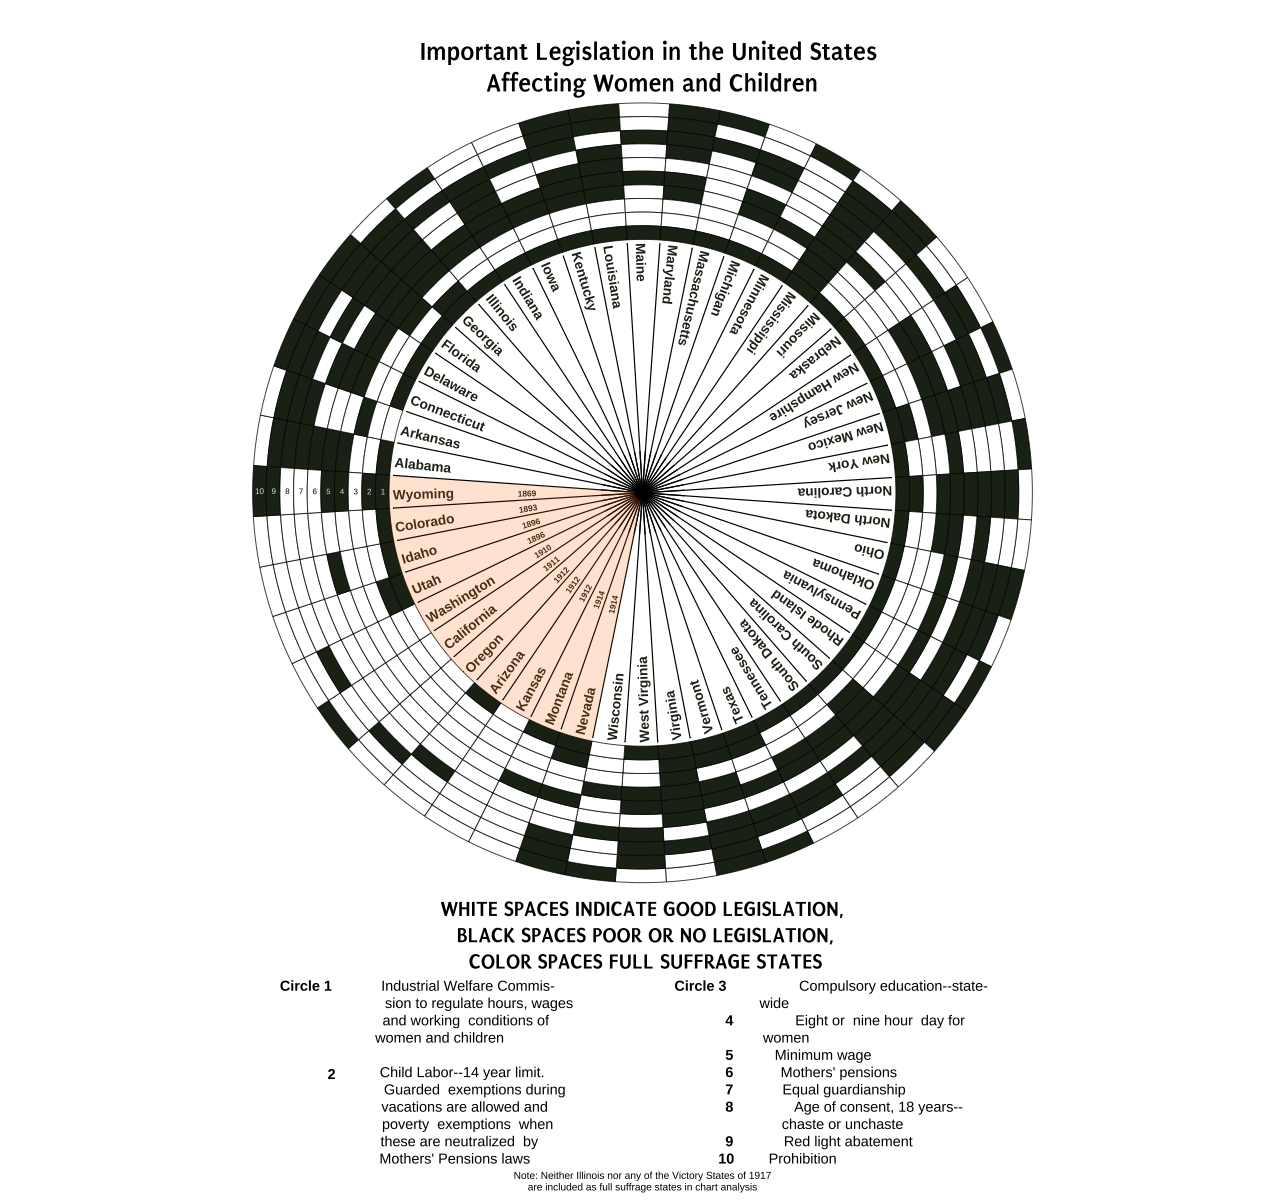 Important Legislation in the United States
Affecting Women and Children
Maine
Maryland
Massachusetts
Michigan
Minnesota
Mississippi
Missouri
Nebraska
New Hampshire
New Jersey
New Mexico
New York
North Carolina
North Dakota
Ohio
Oklahoma
Pennsylvania
Rhode Island
South Carolina
South Dakota
Tennessee
Texas
Vermont
Virginia
West Virginia
Wisconsin
Nevada 1914
Montana 1914
Kansas 1912
Arizona 1912
Oregon 1912
California 1911
Washington 1910
Utah 1896
Idaho 1896
Colorado 1893
Wyoming 1869
10 9 8 7 6 5 4 3 2 1
Alabama
Arkansas
Connecticut
Delaware
Florida
Georgia
Illinois
Indiana
Iowa
Kentucky
Louisiana
WHITE SPACES INDICATE GOOD LEGISLATION,
BLACK SPACES POOR OR NO LEGISLATION,
COLOR SPACES FULL SUFFRAGE STATES
Circle 1 Industrial Welfare Commis-
sion to regulate hours, wages
and working conditions of
women and children
2 Child Labor--14 year limit.
Guarded exemptions during
vacations are allowed and
poverty exemptions when
these are neutralized by
Mothers' Pensions laws
Circle 3 Compulsory education--state-
wide
4 Eight or nine hour day for
women
5 Minimum wage
6 Mothers' pensions
7 Equal guardianship
8 Age of consent, 18 years--
chaste or unchaste
9 Red light abatement
10 Prohibition
Note: Neither Illinois nor any of the Victory States of 1917
are included as full suffrage states in chart analysis